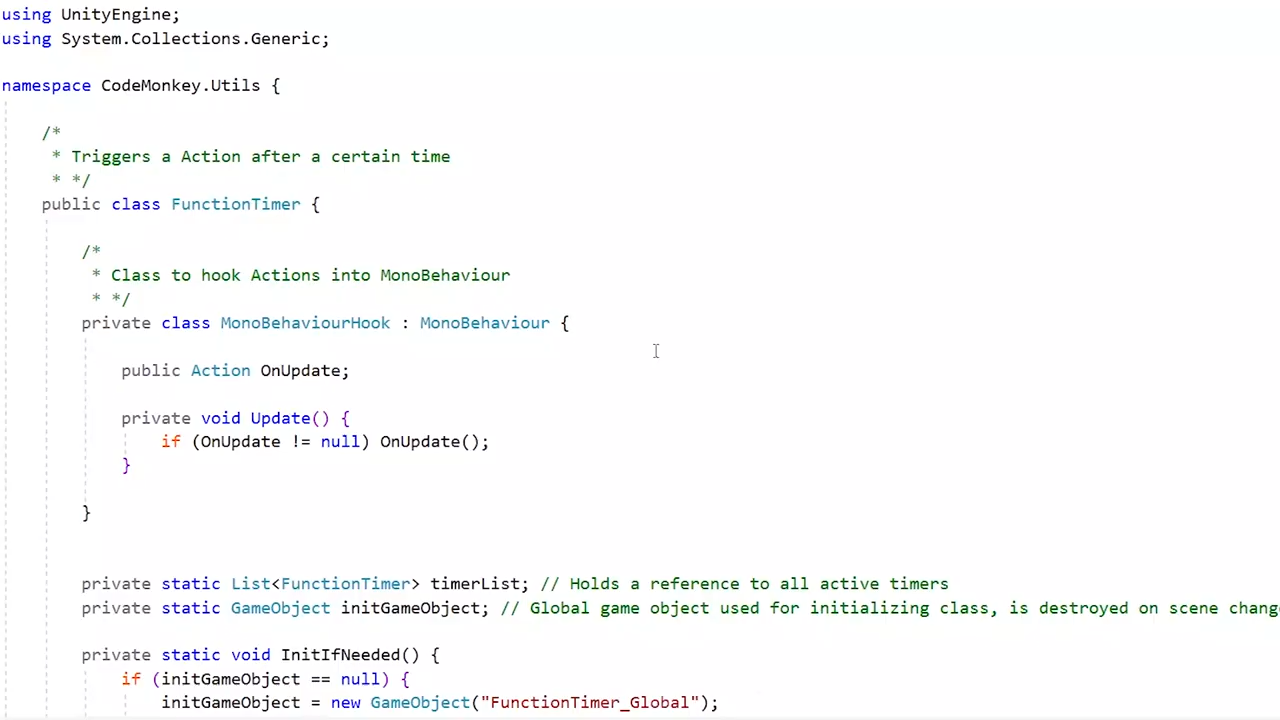 using UnityEngine;
using System.Collections.Generic;
namespace CodeMonkey.Utils {
/*
* Triggers a Action after a certain time
* */
public class FunctionTimer {
/*
* Class to hook Actions into MonoBehaviour
* */
private class MonoBehaviourHook : MonoBehaviour {
public Action OnUpdate;
private void Update() {
if (OnUpdate != null) OnUpdate();
}
}
private static List<FunctionTimer> timerList; // Holds a reference to all active timers
private static GameObject initGameObject; // Global game object used for initializing class, is destroyed on scene chang
private static void InitIfNeeded() {
if (initGameObject == null) {
initGameObject = new GameObject("FunctionTimer_Global");